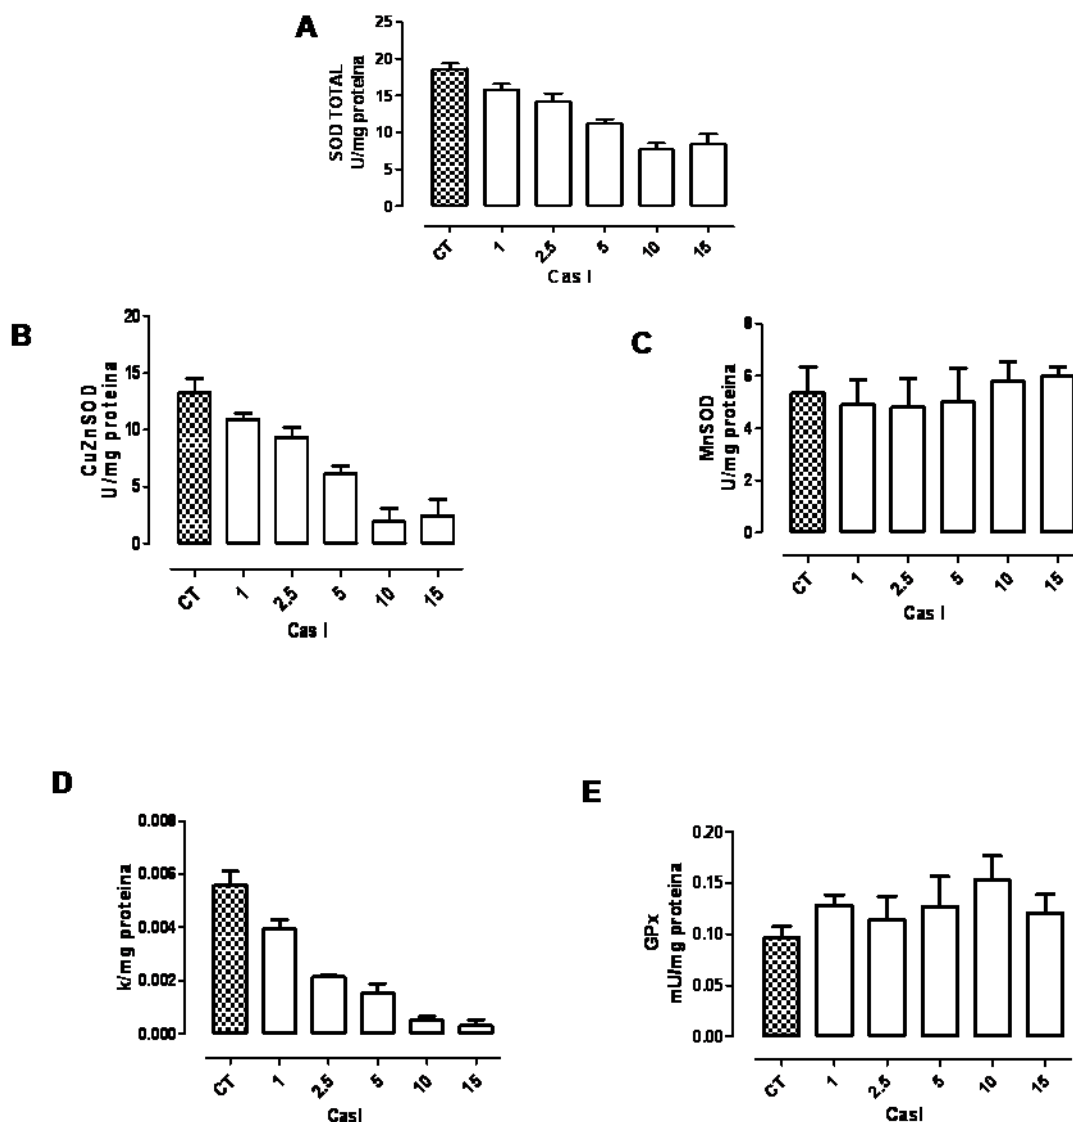 A
SOD TOTAL
U/mg proteina
25
20
15
10
5
0
CT 1 2.5 5 10 15
Cas I
B
CuZnSOD
U/mg proteina
20
15
10
5
0
CT 1 2.5 5 10 15
Cas I
C
MnSOD
U/mg proteina
8
6
4
2
0
CT 1 2.5 5 10 15
Cas I
D
k/mg proteina
0.008
0.006
0.004
0.002
0.000
CT 1 2.5 5 10 15
CasI
E
GPx
mU/mg proteina
0.20
0.15
0.10
0.05
0.00
CT 1 2.5 5 10 15
CasI